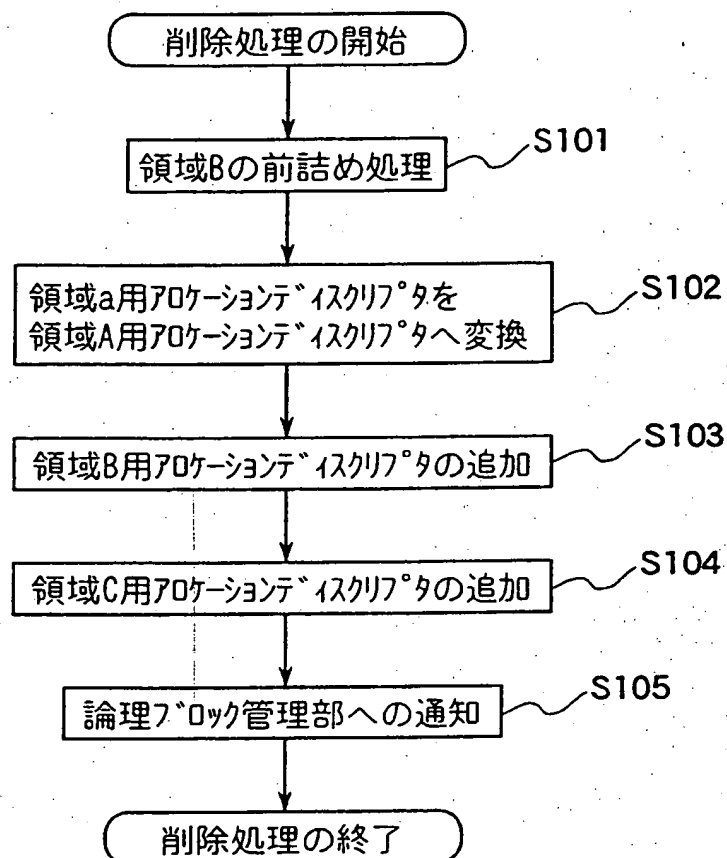 削除処理の開始
領域Bの前詰め処理
S101
領域a用ｱﾛｹｰｼｮﾝﾃﾞｨｽｸﾘﾌﾟﾀを
領域A用ｱﾛｹｰｼｮﾝﾃﾞｨｽｸﾘﾌﾟﾀへ変換
S102
領域B用ｱﾛｹｰｼｮﾝﾃﾞｨｽｸﾘﾌﾟﾀの追加
S103
領域C用ｱﾛｹｰｼｮﾝﾃﾞｨｽｸﾘﾌﾟﾀの追加
S104
論理ﾌﾞﾛｯｸ管理部への通知
S105
削除処理の終了